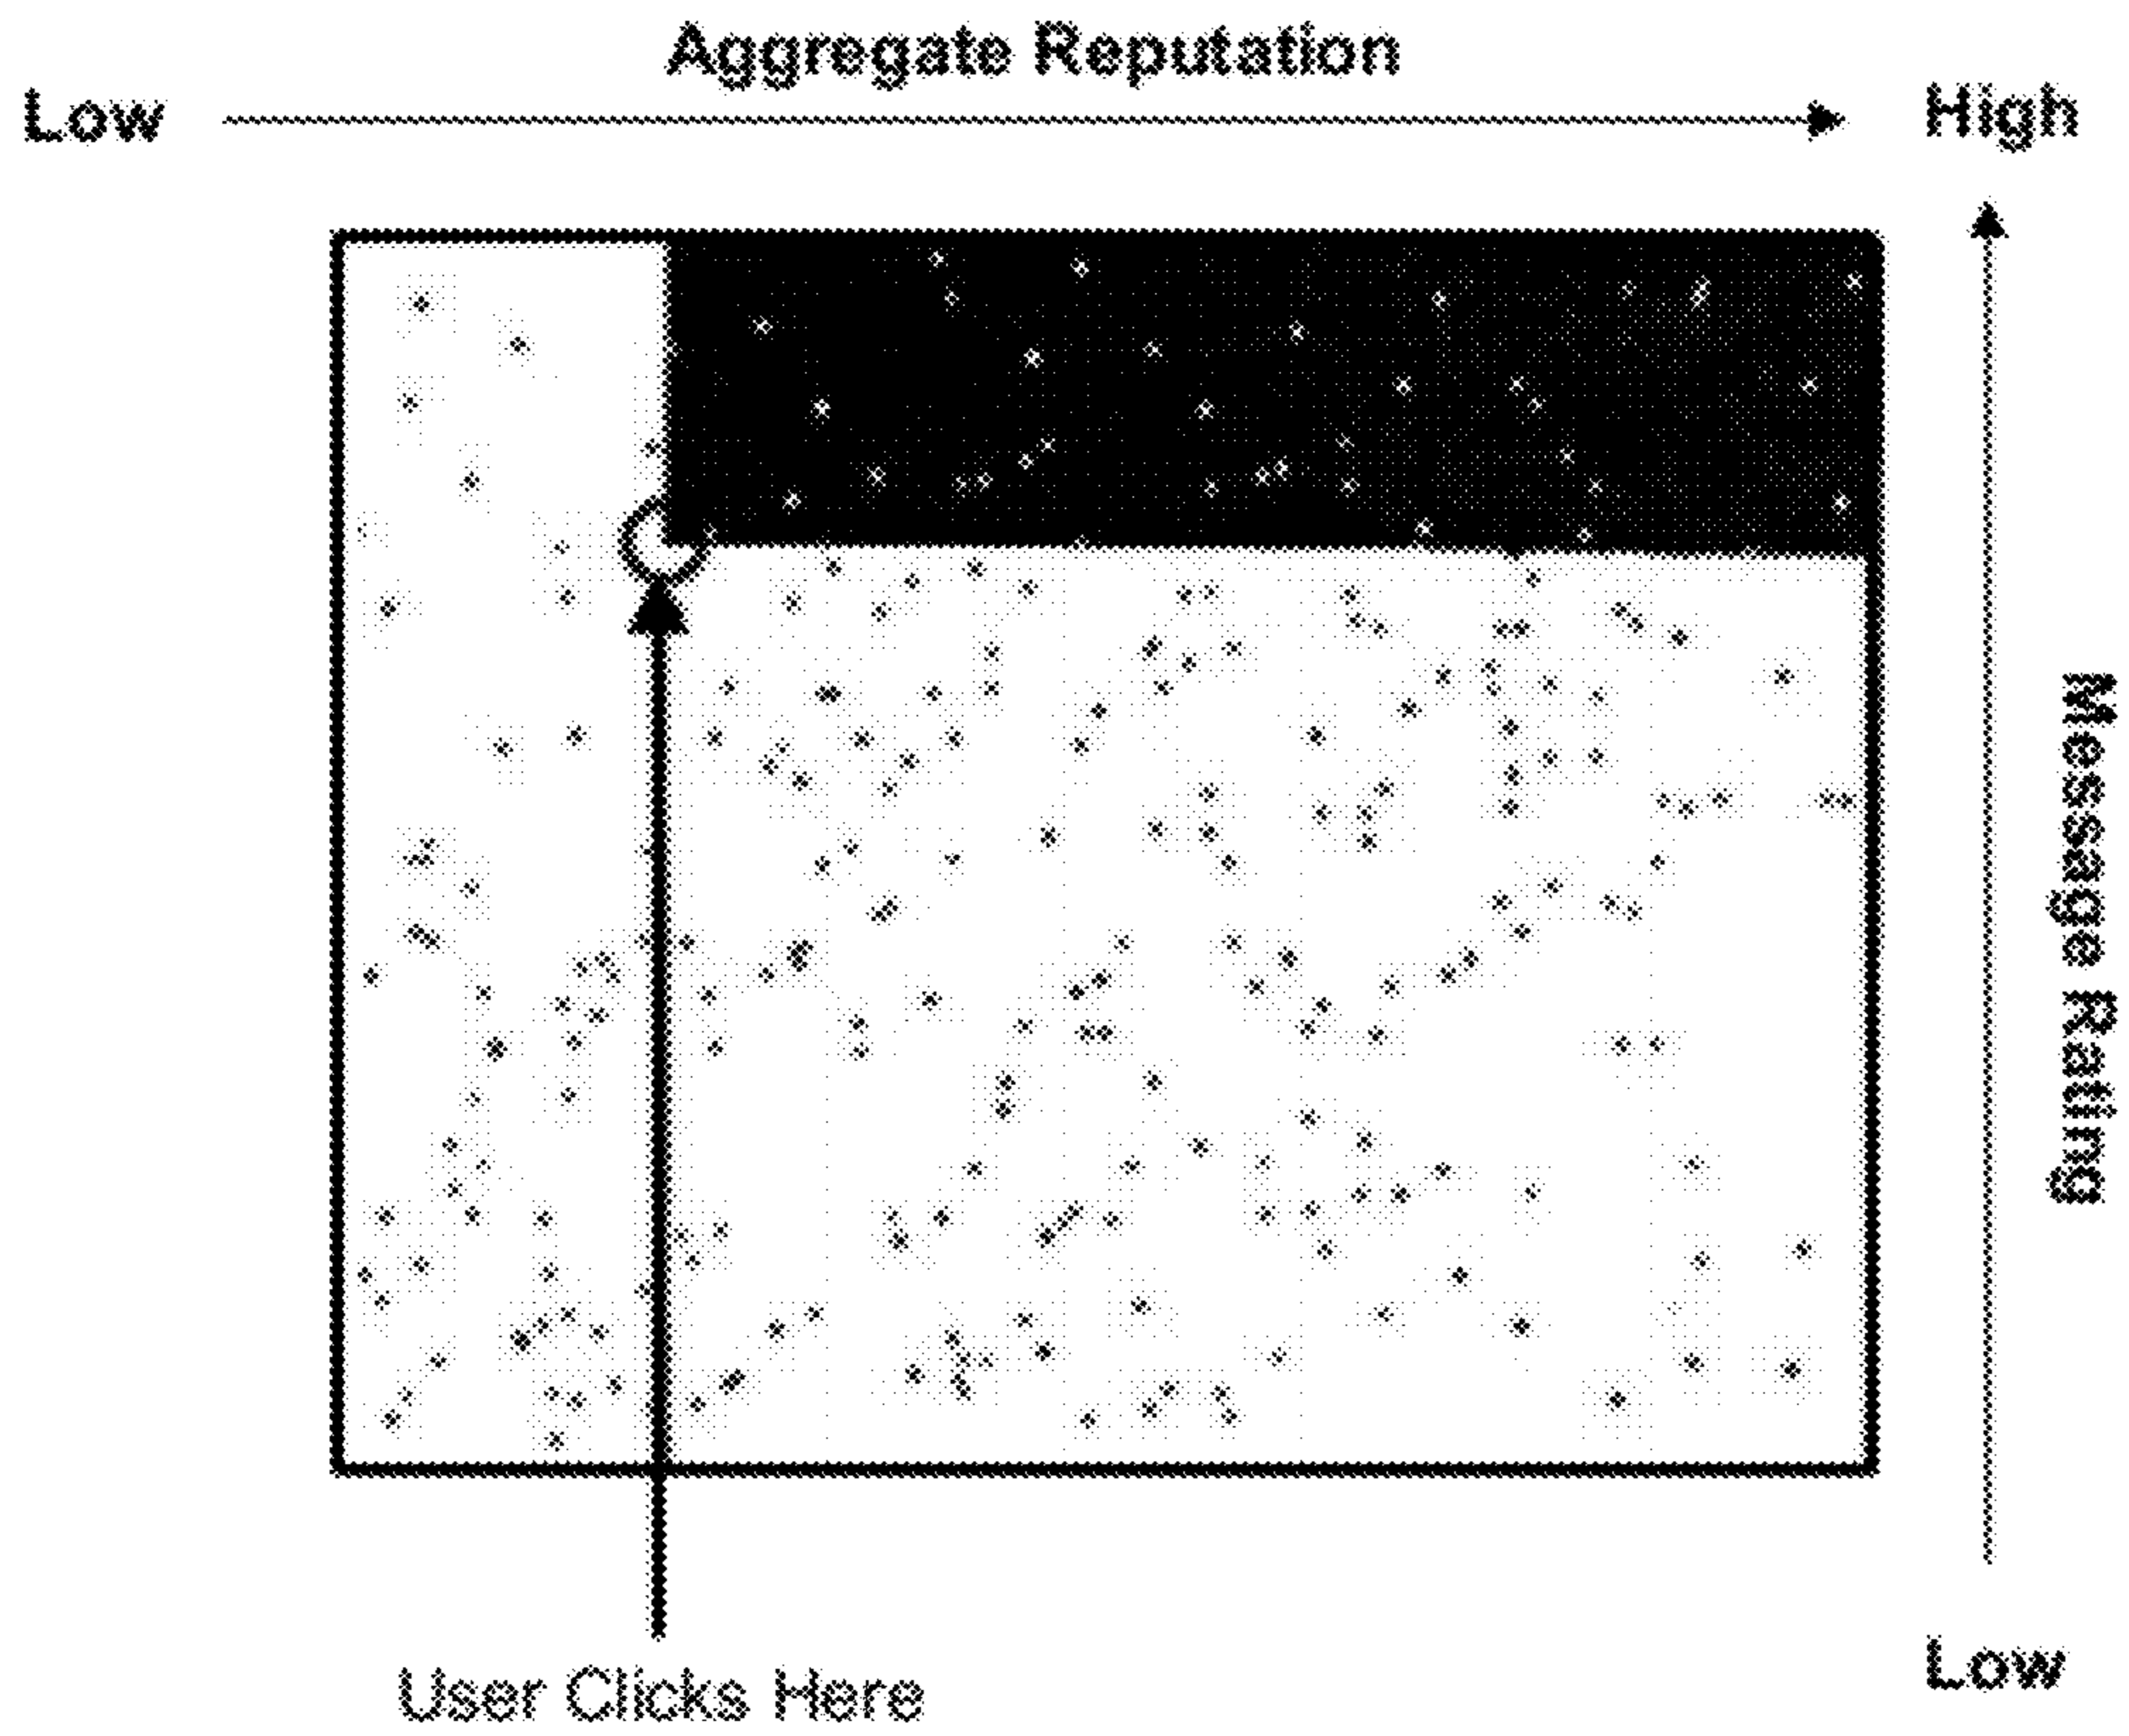 Aggregate Reputation
Low
High
Message Rating
Low
User Clicks Here